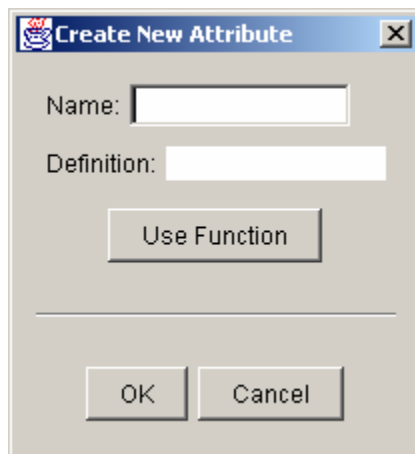 Create New Attribute
Name:
Definition:
Use Function
OK Cancel